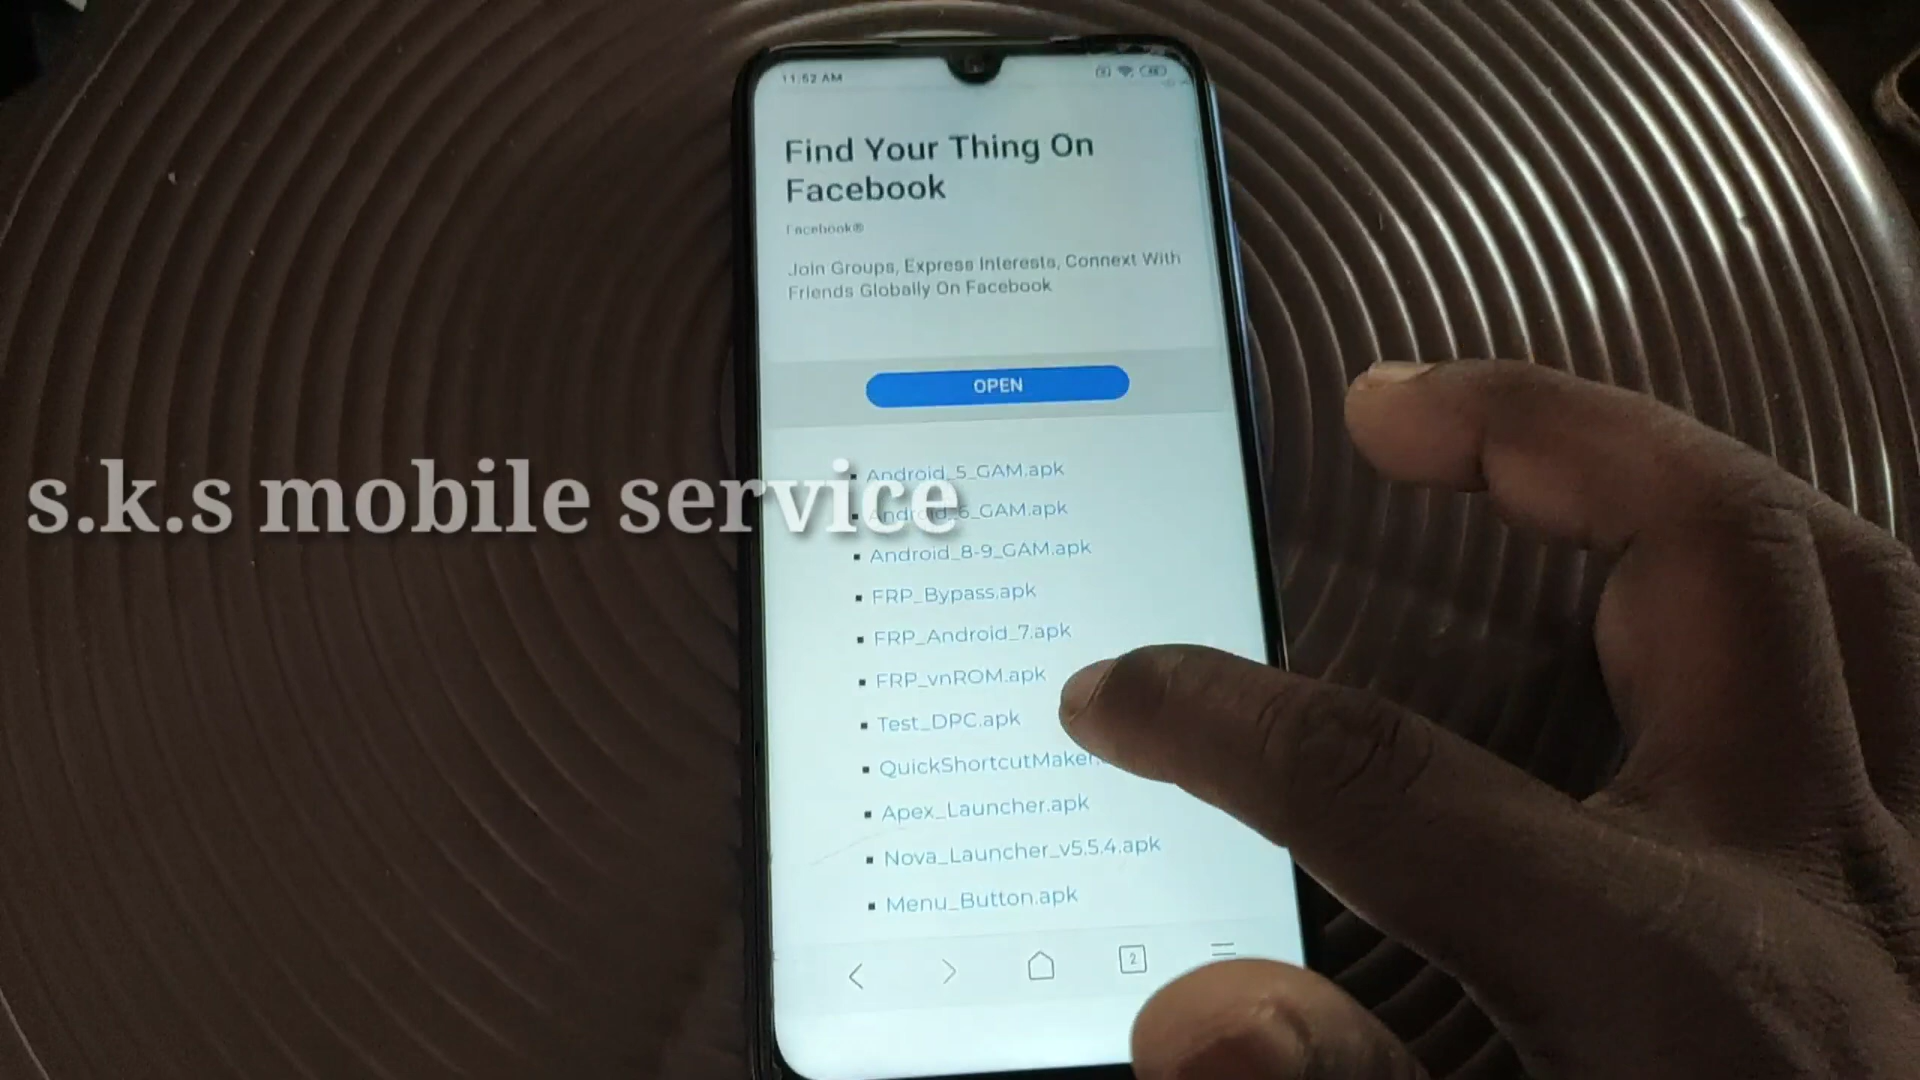 11:52 AM
Find Your Thing On
Facebook
Facebook®
Join Groups, Express Interests, Connext With
Friends Globally On Facebook
OPEN
Android_5_GAM.apk
s.k.s mobile service
Android_6_GAM.apk
Android_8-9_GAM.apk
FRP_Bypass.apk
FRP_Android_7.apk
FRP_vnROM.apk
Test_DPC.apk
QuickShortcutMaker
Apex_Launcher.apk
Nova_Launcher_v5.5.4.apk
Menu_Button.apk
2